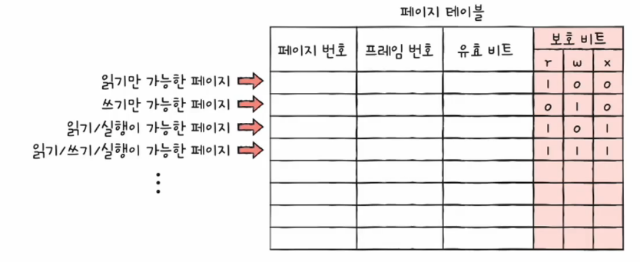 페이지 테이블
페이지 번호 프레임 번호 유효 비트 보호 비트
r w x
읽기만 가능한 페이지 1 0 0
쓰기만 가능한 페이지 0 1 0
읽기/실행이 가능한 페이지 1 0 1
읽기/쓰기/실행이 가능한 페이지 1 1 1
⋮